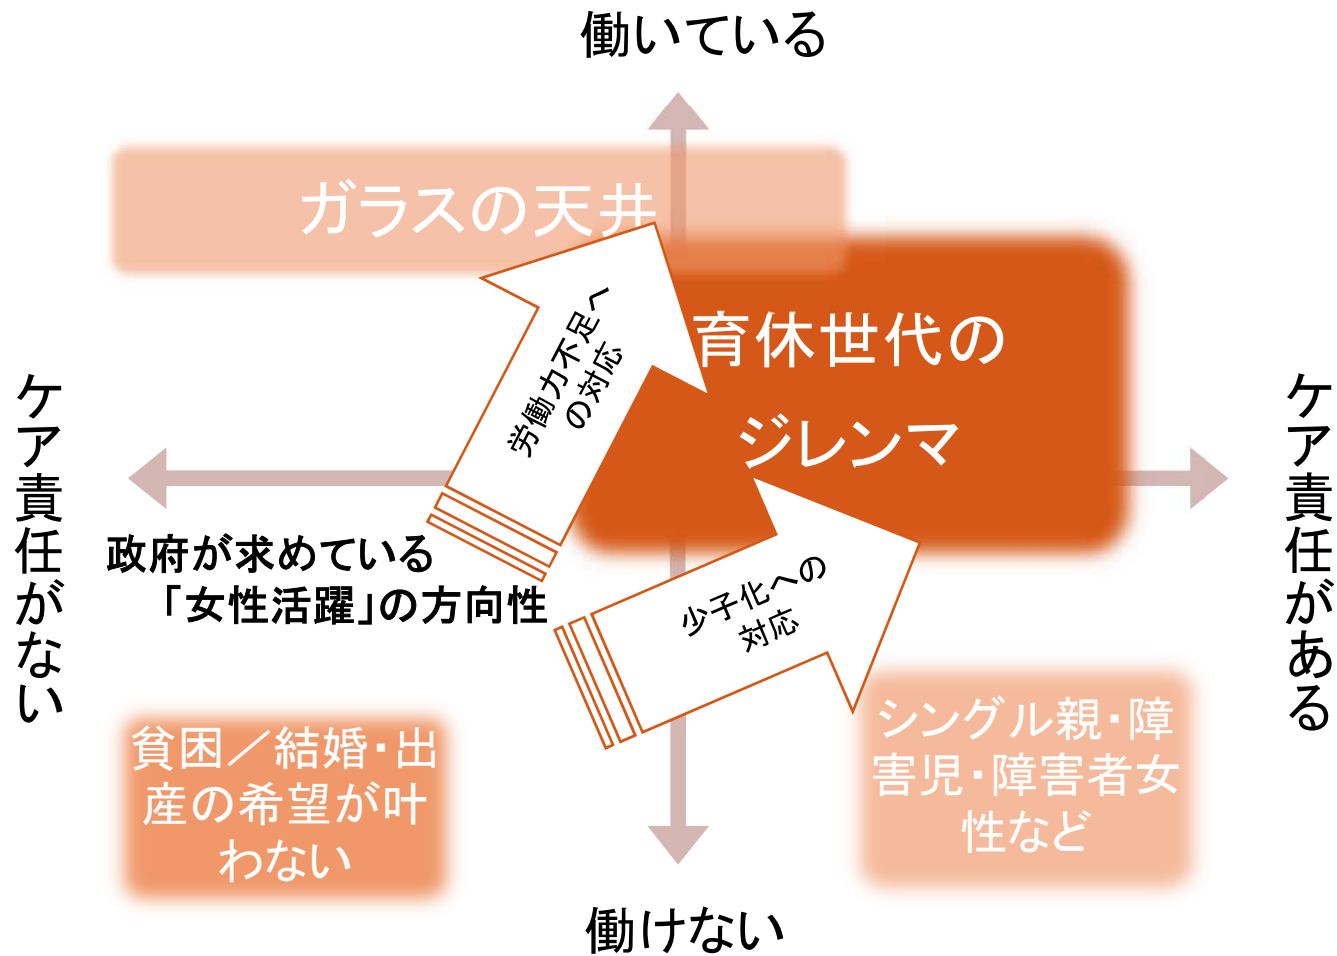 働いている
ガラスの天井
育休世代の
ジレンマ
労働力不足へ
の対応
ケア責任がない
ケア責任がある
政府が求めている
「女性活躍」の方向性
少子化への
対応
貧困／結婚・出
産の希望が叶
わない
シングル親・障
害児・障害者女
性など
働けない